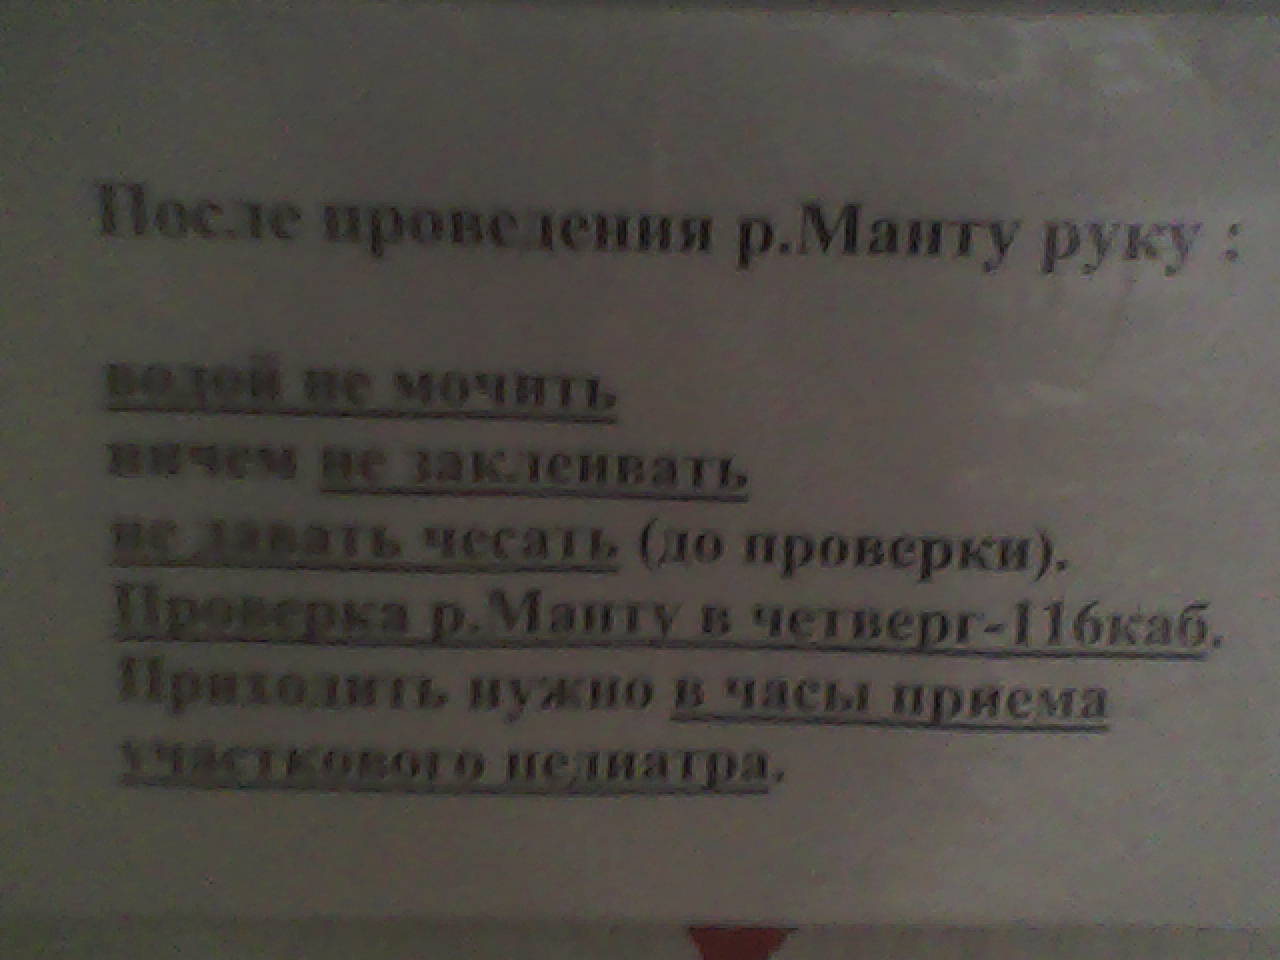 После проведения р.Манту руку :
водой не мочить
ничем не заклеивать
не давать чесать (до проверки).
Проверка р.Манту в четверг-116каб.
Приходить нужно в часы приема
участкового педиатра.